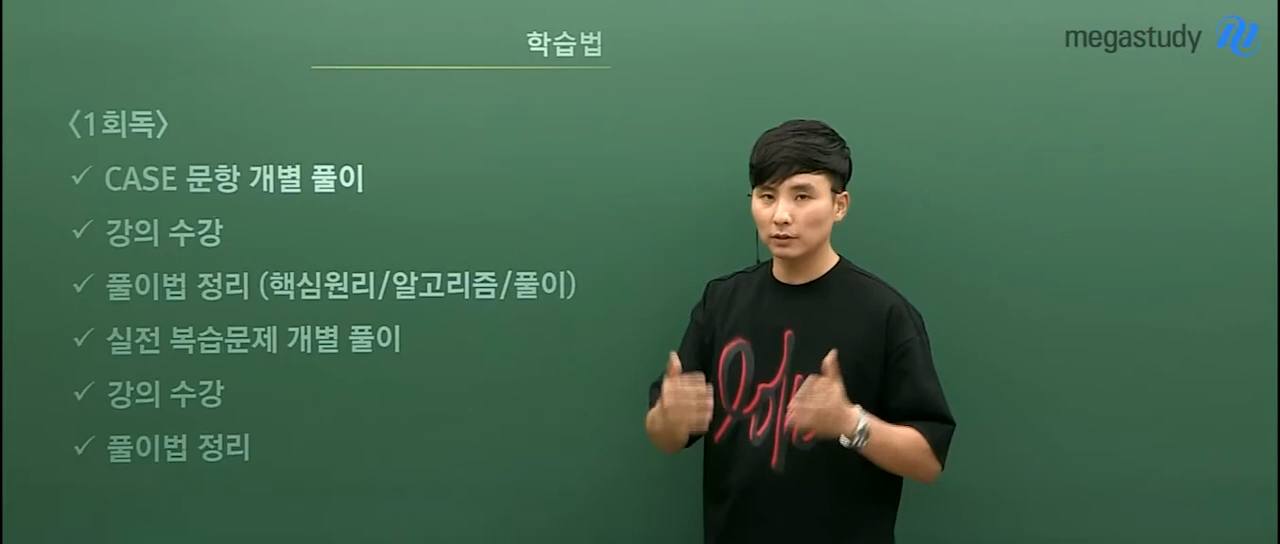 학습법
megastudy
〈1회독〉
✓ CASE 문항 개별 풀이
✓ 강의 수강
✓ 풀이법 정리 (핵심원리/알고리즘/풀이)
✓ 실전 복습문제 개별 풀이
✓ 강의 수강
✓ 풀이법 정리